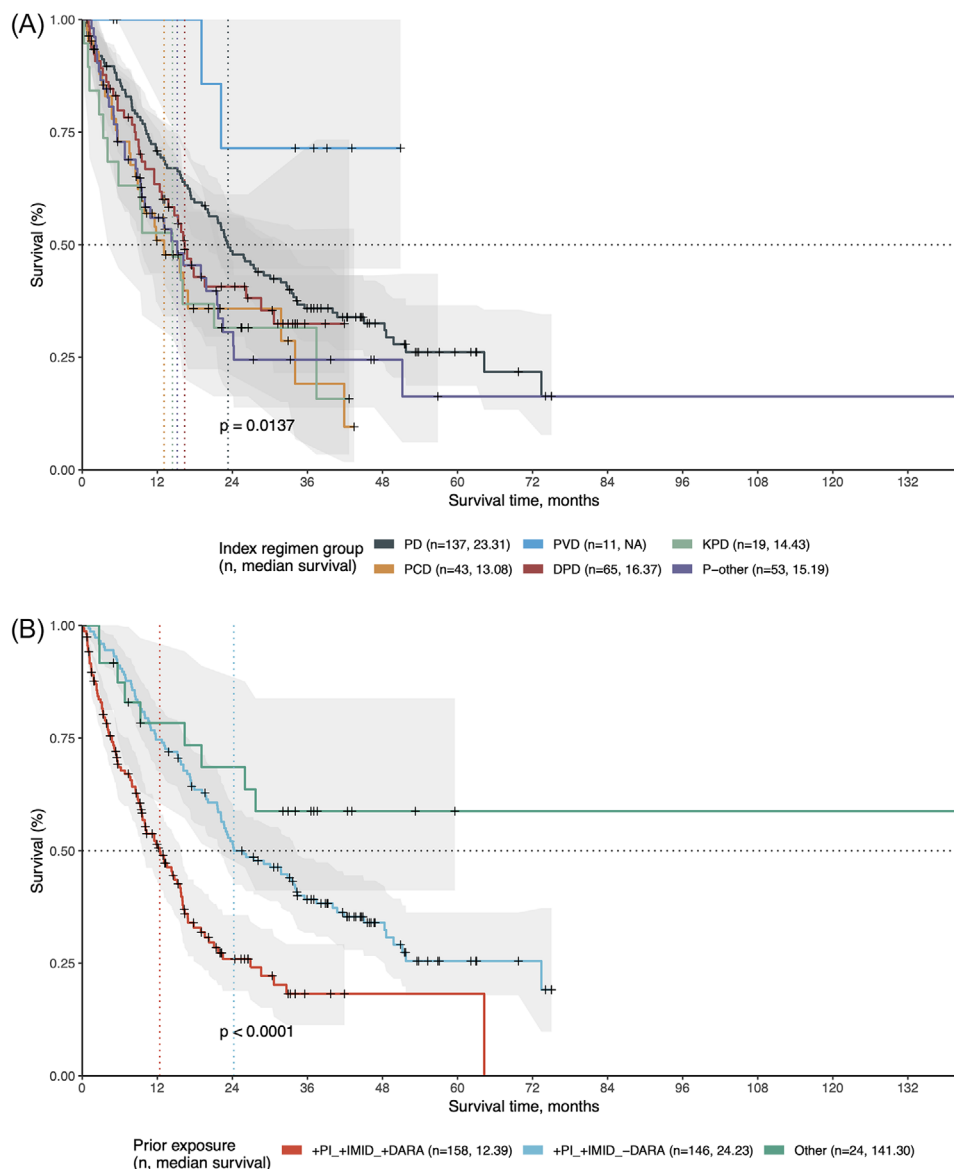 (A)
1.00
0.75
0.50
0.25
0.00
Survival (%)
p = 0.0137
0 12 24 36 48 60 72 84 96 108 120 132
Survival time, months
Index regimen group
(n, median survival)
PD (n=137, 23.31) PVD (n=11, NA) KPD (n=19, 14.43)
PCD (n=43, 13.08) DPD (n=65, 16.37) P−other (n=53, 15.19)
(B)
1.00
0.75
0.50
0.25
0.00
Survival (%)
p < 0.0001
0 12 24 36 48 60 72 84 96 108 120 132
Survival time, months
Prior exposure
(n, median survival)
+PI_+IMID_+DARA (n=158, 12.39) +PI_+IMID_−DARA (n=146, 24.23) Other (n=24, 141.30)